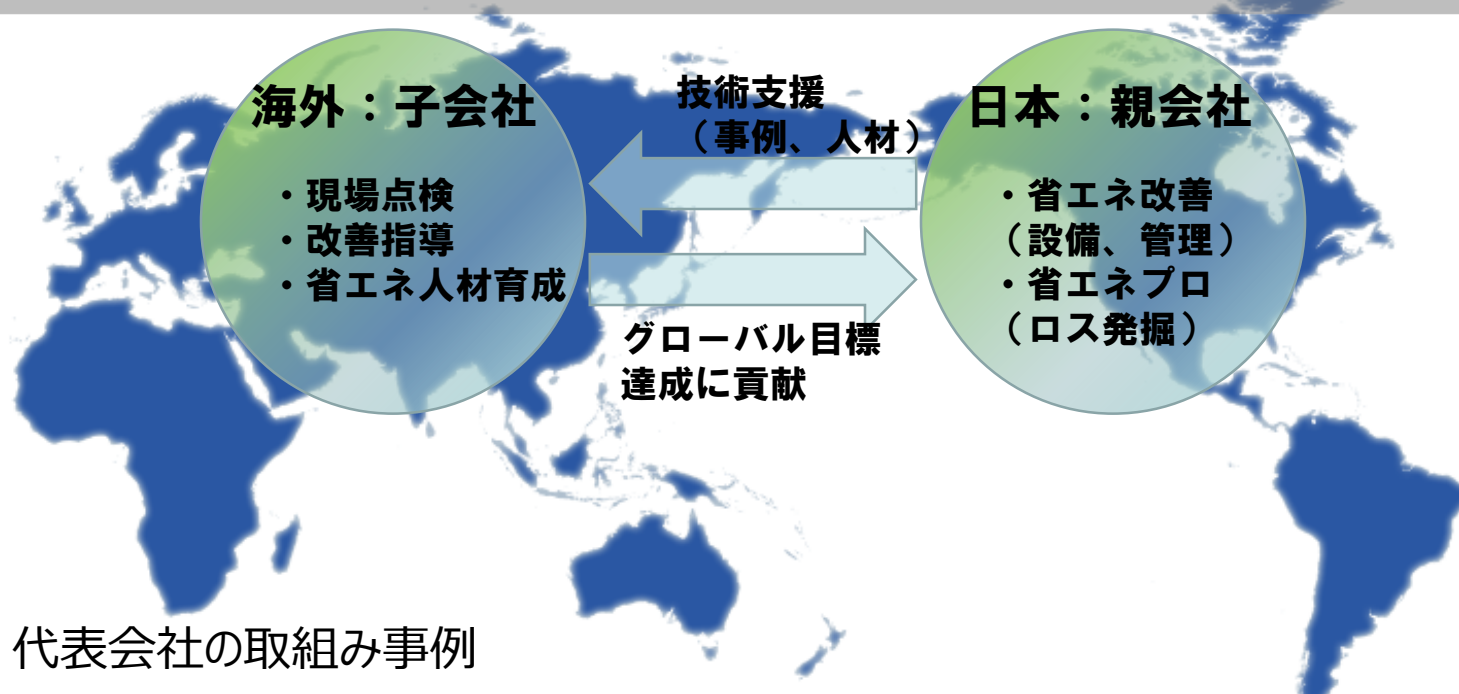 海外：子会社
・現場点検
・改善指導
・省エネ人材育成
技術支援
（事例、人材）
グローバル目標
達成に貢献
日本：親会社
・省エネ改善
（設備、管理）
・省エネプロ
（ロス発掘）
代表会社の取組み事例